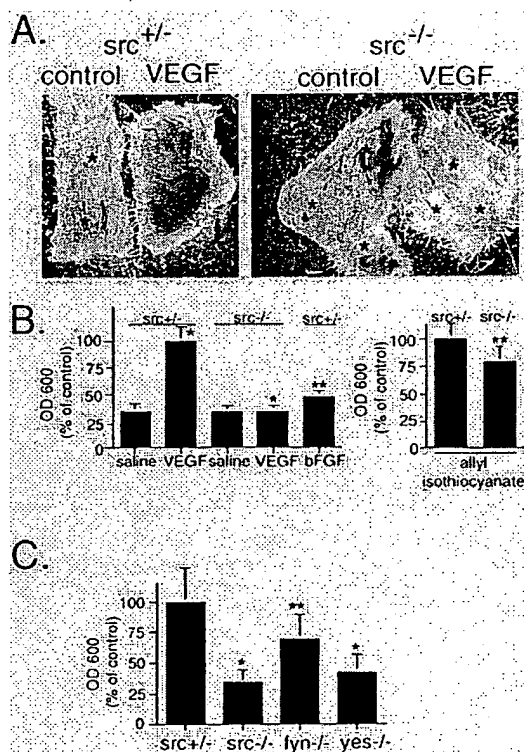 A.
src+/- src-/-
control VEGF control VEGF
* * * * * *
B.
src+/- src-/- src+/- src+/- src-/-
OD 600
(% of control)
100
75
50
25
* * **
saline VEGF saline VEGF bFGF
OD 600
(% of control)
100
75
50
25
**
allyl
isothiocyanate
C.
OD 600
(% of control)
100
75
50
25
0
* ** *
src+/- src-/- fyn-/- yes-/-